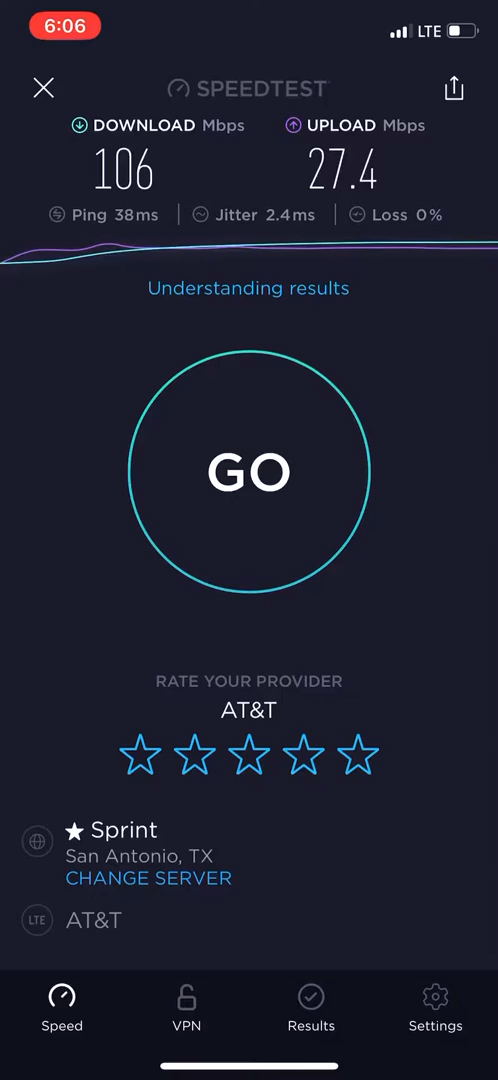 6:06 LTE
SPEEDTEST
DOWNLOAD Mbps UPLOAD Mbps
106 27.4
Ping 38ms Jitter 2.4ms Loss 0%
Understanding results
GO
RATE YOUR PROVIDER
AT&T
Sprint
San Antonio, TX
CHANGE SERVER
LTE AT&T
Speed VPN Results Settings